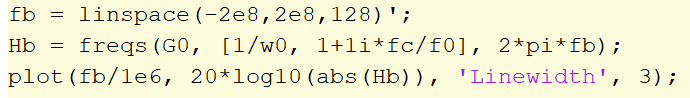 fb = linspace(-2e8,2e8,128)';
Hb = freqs(G0, [1/w0, 1+1i*fc/f0], 2*pi*fb);
plot(fb/1e6, 20*log10(abs(Hb)), 'Linewidth', 3);